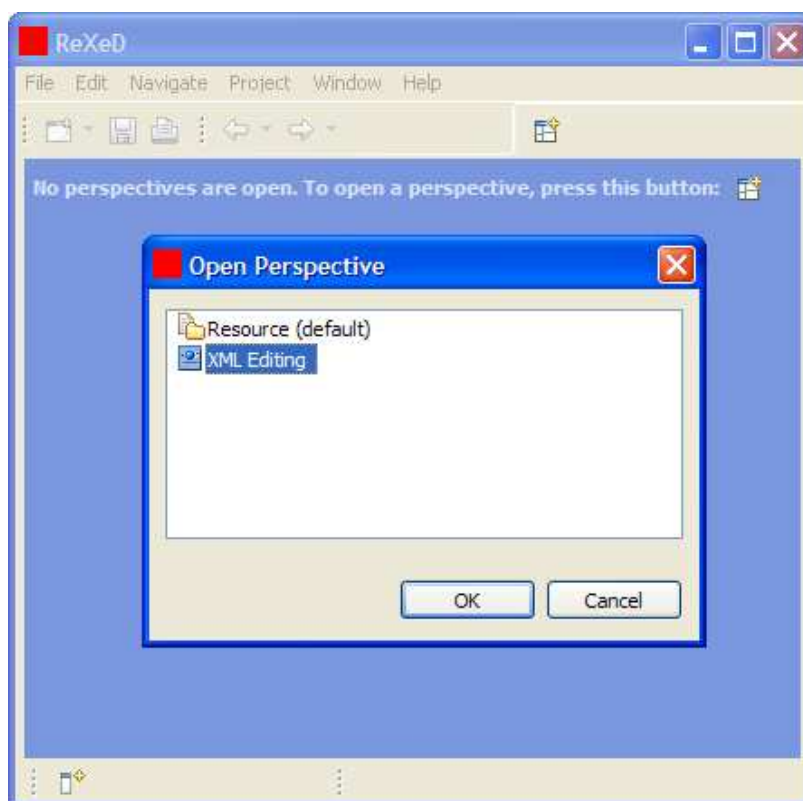 ReXeD
File Edit Navigate Project Window Help
No perspectives are open. To open a perspective, press this button:
Open Perspective
Resource (default)
XML Editing
OK Cancel